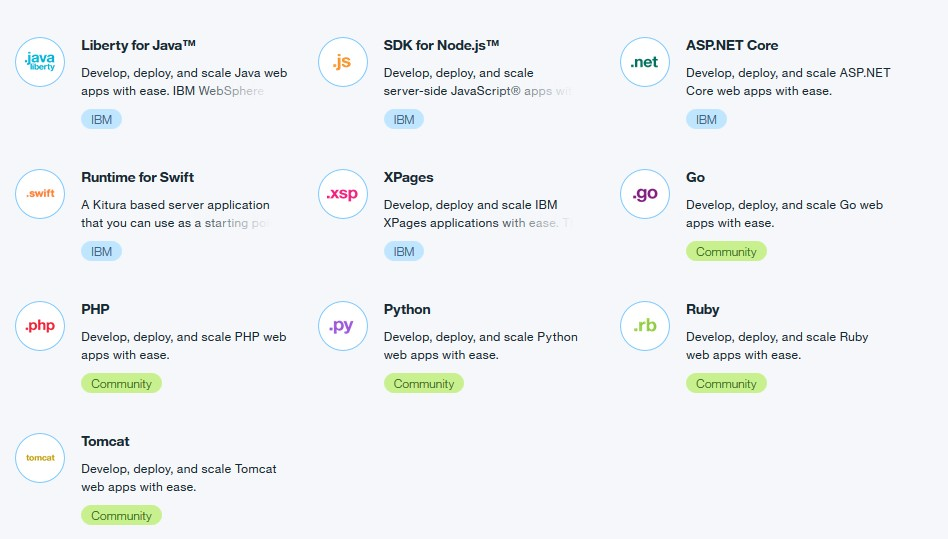 .java
liberty
Liberty for Java™
Develop, deploy, and scale Java web
apps with ease. IBM WebSphere
IBM
.js
SDK for Node.js™
Develop, deploy, and scale
server-side JavaScript® apps wit
IBM
.net
ASP.NET Core
Develop, deploy, and scale ASP.NET
Core web apps with ease.
IBM
.swift
Runtime for Swift
A Kitura based server application
that you can use as a starting po
IBM
.xsp
XPages
Develop, deploy and scale IBM
XPages applications with ease. T
IBM
.go
Go
Develop, deploy, and scale Go web
apps with ease.
Community
.php
PHP
Develop, deploy, and scale PHP web
apps with ease.
Community
.py
Python
Develop, deploy, and scale Python
web apps with ease.
Community
.rb
Ruby
Develop, deploy, and scale Ruby
web apps with ease.
Community
tomcat
Tomcat
Develop, deploy, and scale Tomcat
web apps with ease.
Community